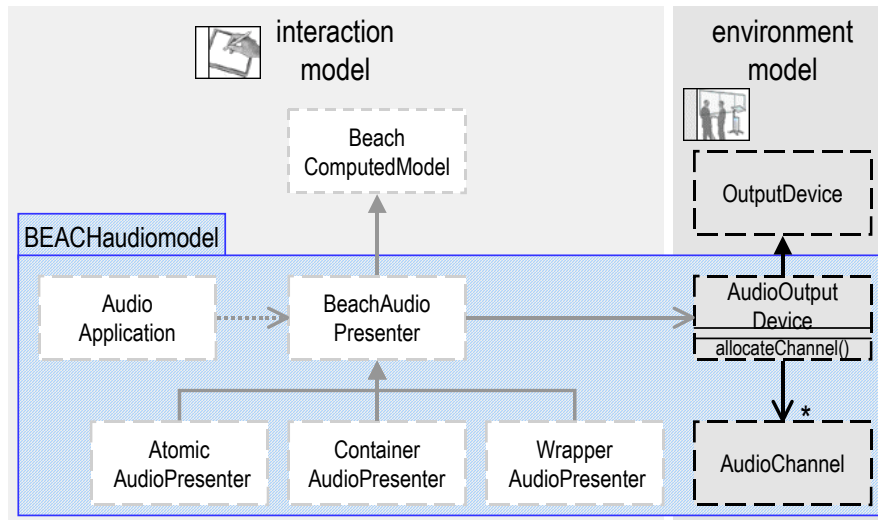 interaction
model
environment
model
Beach
ComputedModel
OutputDevice
BEACHaudiomodel
Audio
Application
BeachAudio
Presenter
AudioOutput
Device
allocateChannel()
*
Atomic
AudioPresenter
Container
AudioPresenter
Wrapper
AudioPresenter
AudioChannel